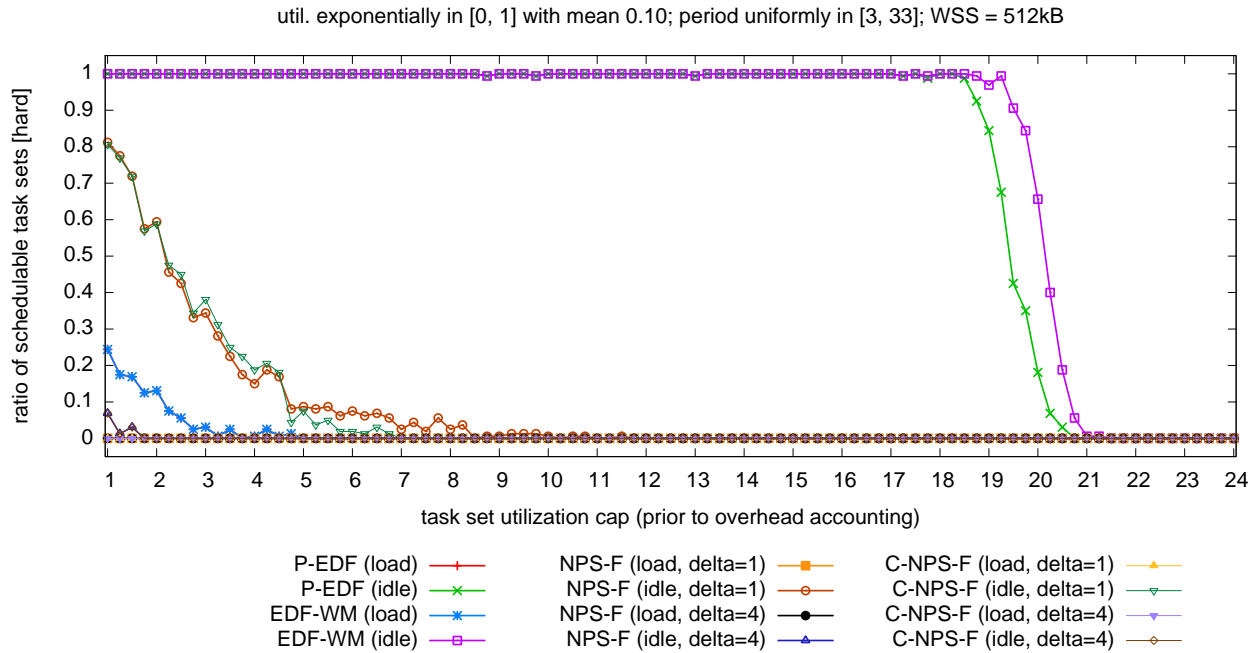 util. exponentially in [0, 1] with mean 0.10; period uniformly in [3, 33]; WSS = 512kB
ratio of schedulable task sets [hard]
1
0.9
0.8
0.7
0.6
0.5
0.4
0.3
0.2
0.1
0
1 2 3 4 5 6 7 8 9 10 11 12 13 14 15 16 17 18 19 20 21 22 23 24
task set utilization cap (prior to overhead accounting)
P-EDF (load) NPS-F (load, delta=1) C-NPS-F (load, delta=1)
P-EDF (idle) NPS-F (idle, delta=1) C-NPS-F (idle, delta=1)
EDF-WM (load) NPS-F (load, delta=4) C-NPS-F (load, delta=4)
EDF-WM (idle) NPS-F (idle, delta=4) C-NPS-F (idle, delta=4)